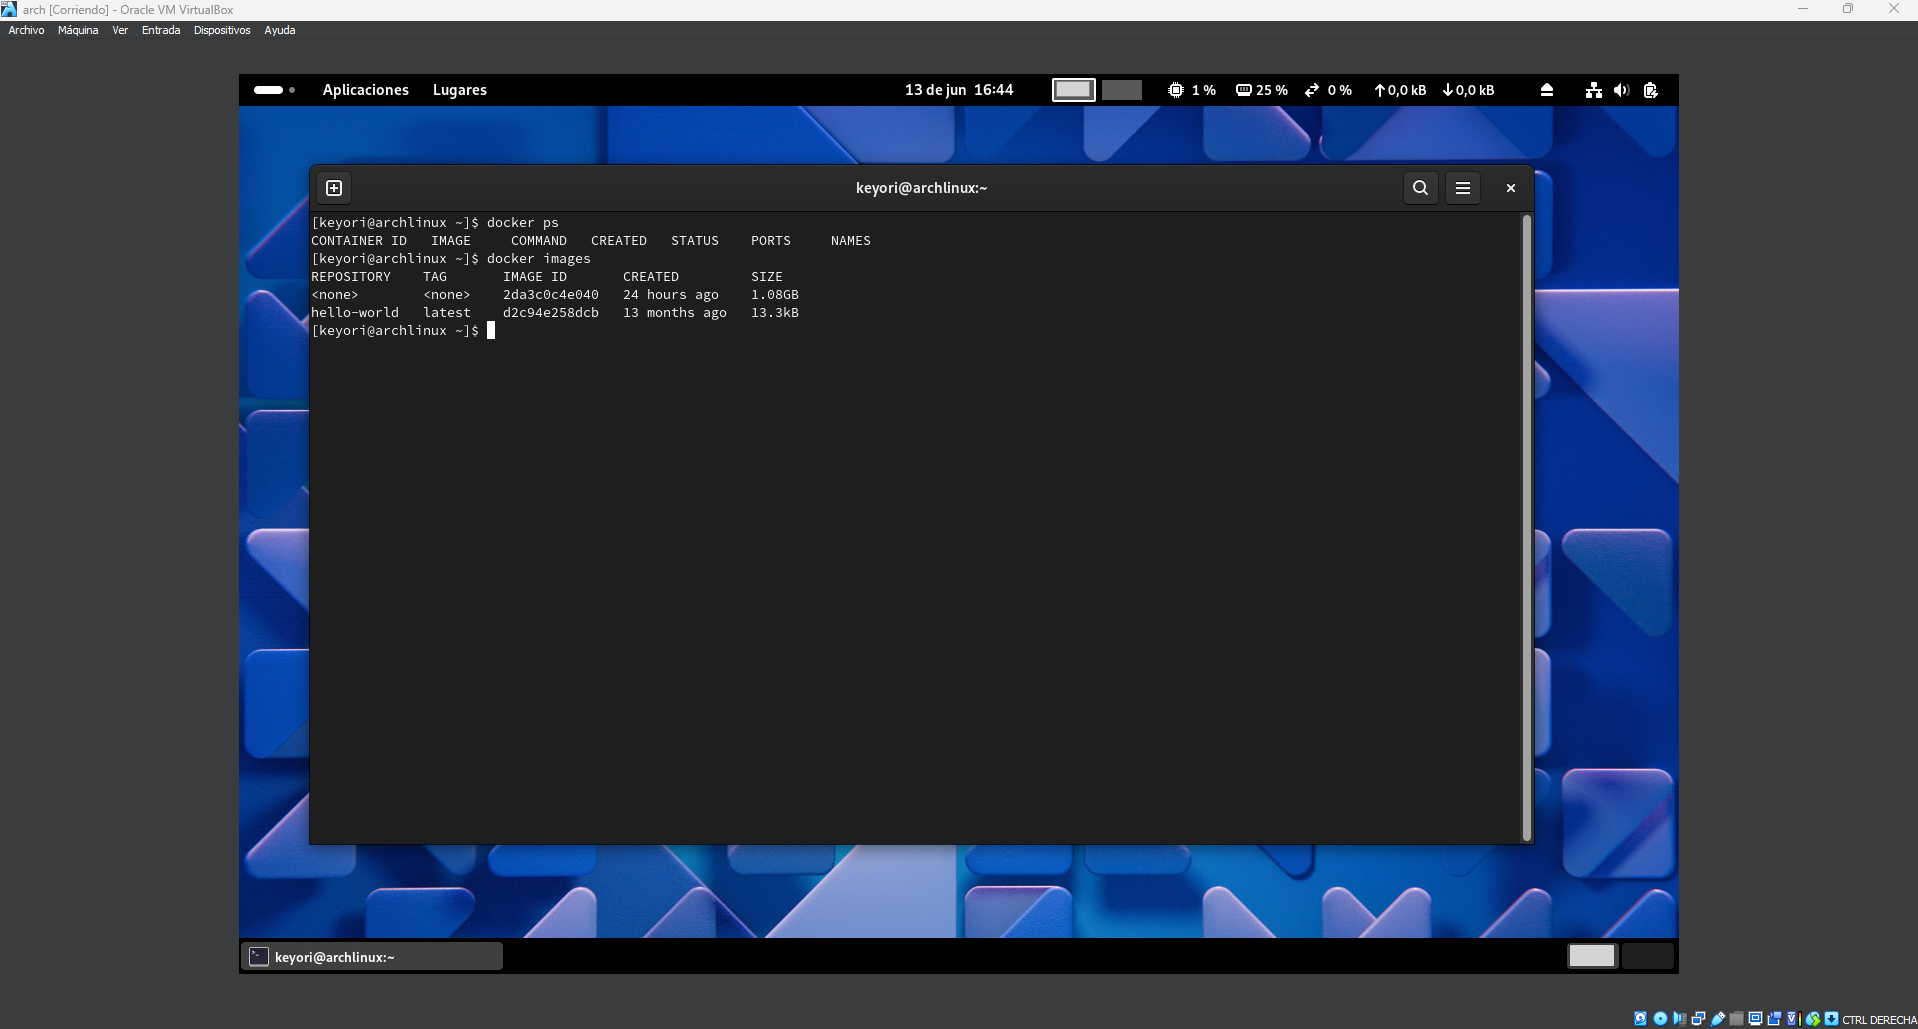 arch [Corriendo] - Oracle VM VirtualBox
Archivo Máquina Ver Entrada Dispositivos Ayuda
Aplicaciones Lugares 13 de jun 16:44 1 % 25 % 0 % 0,0 kB 0,0 kB
keyori@archlinux:~
[keyori@archlinux ~]$ docker ps
CONTAINER ID IMAGE COMMAND CREATED STATUS PORTS NAMES
[keyori@archlinux ~]$ docker images
REPOSITORY TAG IMAGE ID CREATED SIZE
<none> <none> 2da3c0c4e040 24 hours ago 1.08GB
hello-world latest d2c94e258dcb 13 months ago 13.3kB
[keyori@archlinux ~]$
keyori@archlinux:~
CTRL DERECHA